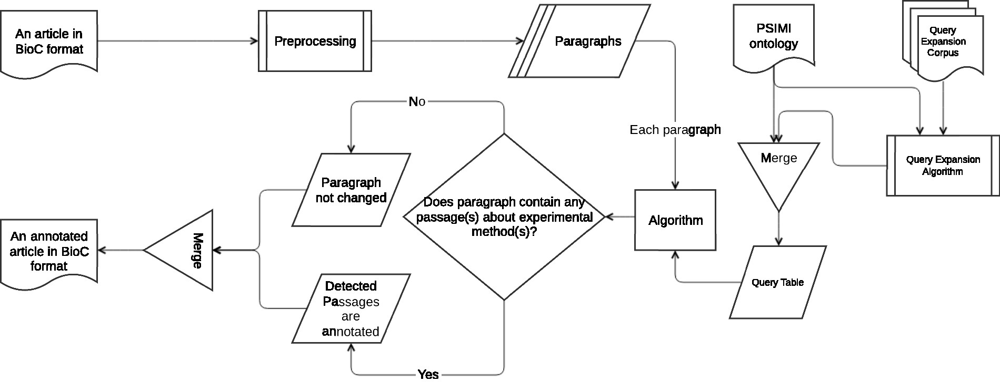 An article in
BioC format
Preprocessing
Paragraphs
PSIMI
ontology
Query
Expansion
Corpus
No
Each paragraph
Merge
Query Expansion
Algorithm
Paragraph
not changed
Does paragraph contain any
passage(s) about experimental
method(s)?
Algorithm
An annotated
article in BioC
format
Merge
Query Table
Detected
Passages
are
annotated
Yes